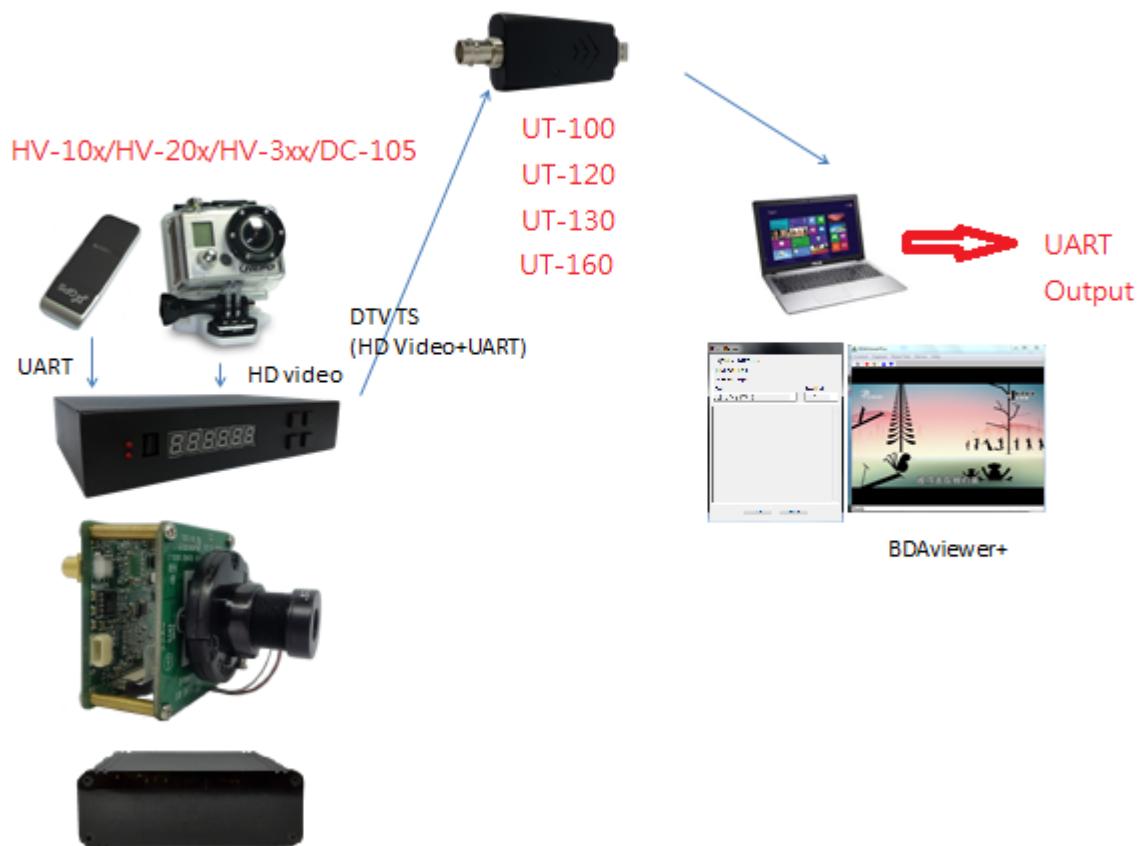 HV-10x/HV-20x/HV-3xx/DC-105
UT-100
UT-120
UT-130
UT-160
GPS
UART
HD video
DTV TS
(HD Video+UART)
UART
Output
BDAviewer+